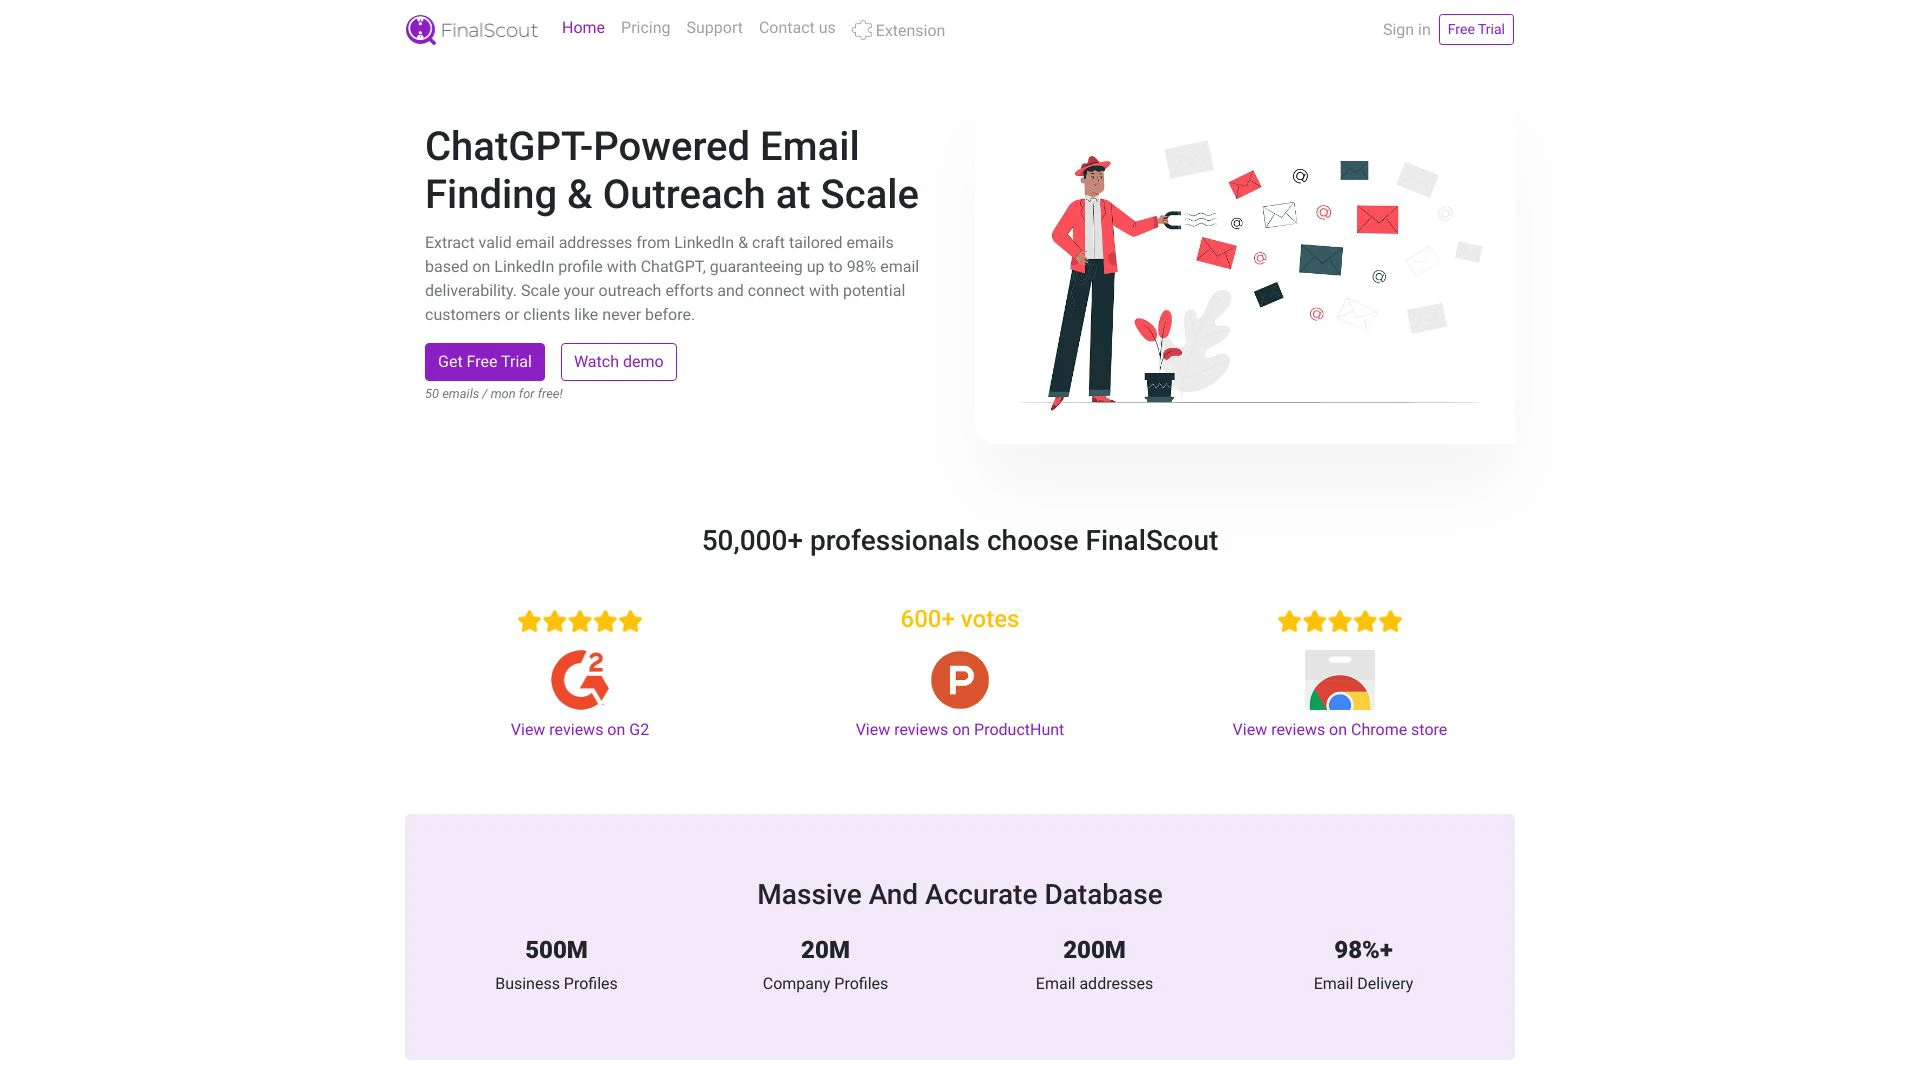 FinalScout
Home
Pricing
Support
Contact us
Extension
Sign in
Free Trial
ChatGPT-Powered Email
Finding & Outreach at Scale
Extract valid email addresses from LinkedIn & craft tailored emails
based on LinkedIn profile with ChatGPT, guaranteeing up to 98% email
deliverability. Scale your outreach efforts and connect with potential
customers or clients like never before.
Get Free Trial
Watch demo
50 emails / mon for free!
50,000+ professionals choose FinalScout
600+ votes
View reviews on G2
View reviews on ProductHunt
View reviews on Chrome store
Massive And Accurate Database
500M
Business Profiles
20M
Company Profiles
200M
Email addresses
98%+
Email Delivery